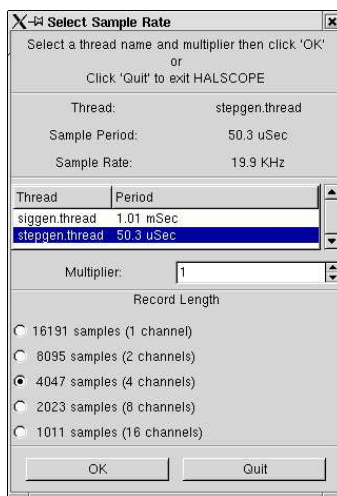 Select Sample Rate
Select a thread name and multiplier then click 'OK'
or
Click 'Quit' to exit HALSCOPE
Thread: stepgen.thread
Sample Period: 50.3 uSec
Sample Rate: 19.9 KHz
Thread Period
siggen.thread 1.01 mSec
stepgen.thread 50.3 uSec
Multiplier: 1
Record Length
16191 samples (1 channel)
8095 samples (2 channels)
4047 samples (4 channels)
2023 samples (8 channels)
1011 samples (16 channels)
OK Quit